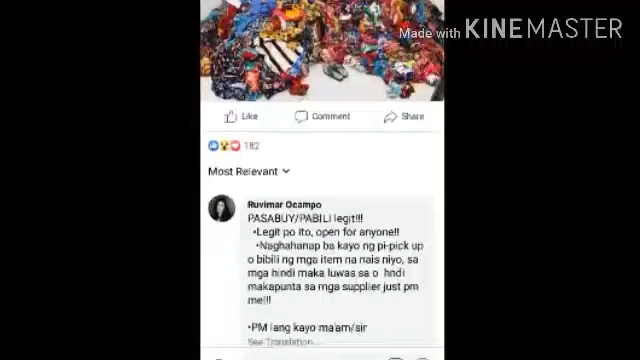 Made with KINEMASTER
Like Comment Share
182
Most Relevant
Ruvimar Ocampo
PASABUY/PABILI legit!!!
•Legit po ito, open for anyone!!
•Naghahanap ba kayo ng pi-pick up
o bibili ng mga item na nais niyo, sa
mga hindi maka luwas sa o hndi
makapunta sa mga supplier just pm
me!!!
•PM lang kayo ma'am/sir
See Translation